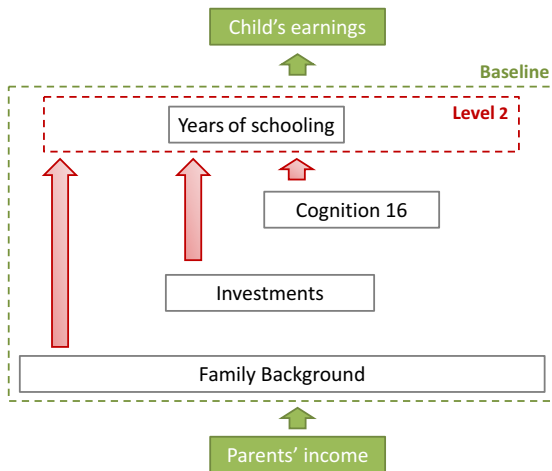 Child's earnings
Baseline
Level 2
Years of schooling
Cognition 16
Investments
Family Background
Parents' income